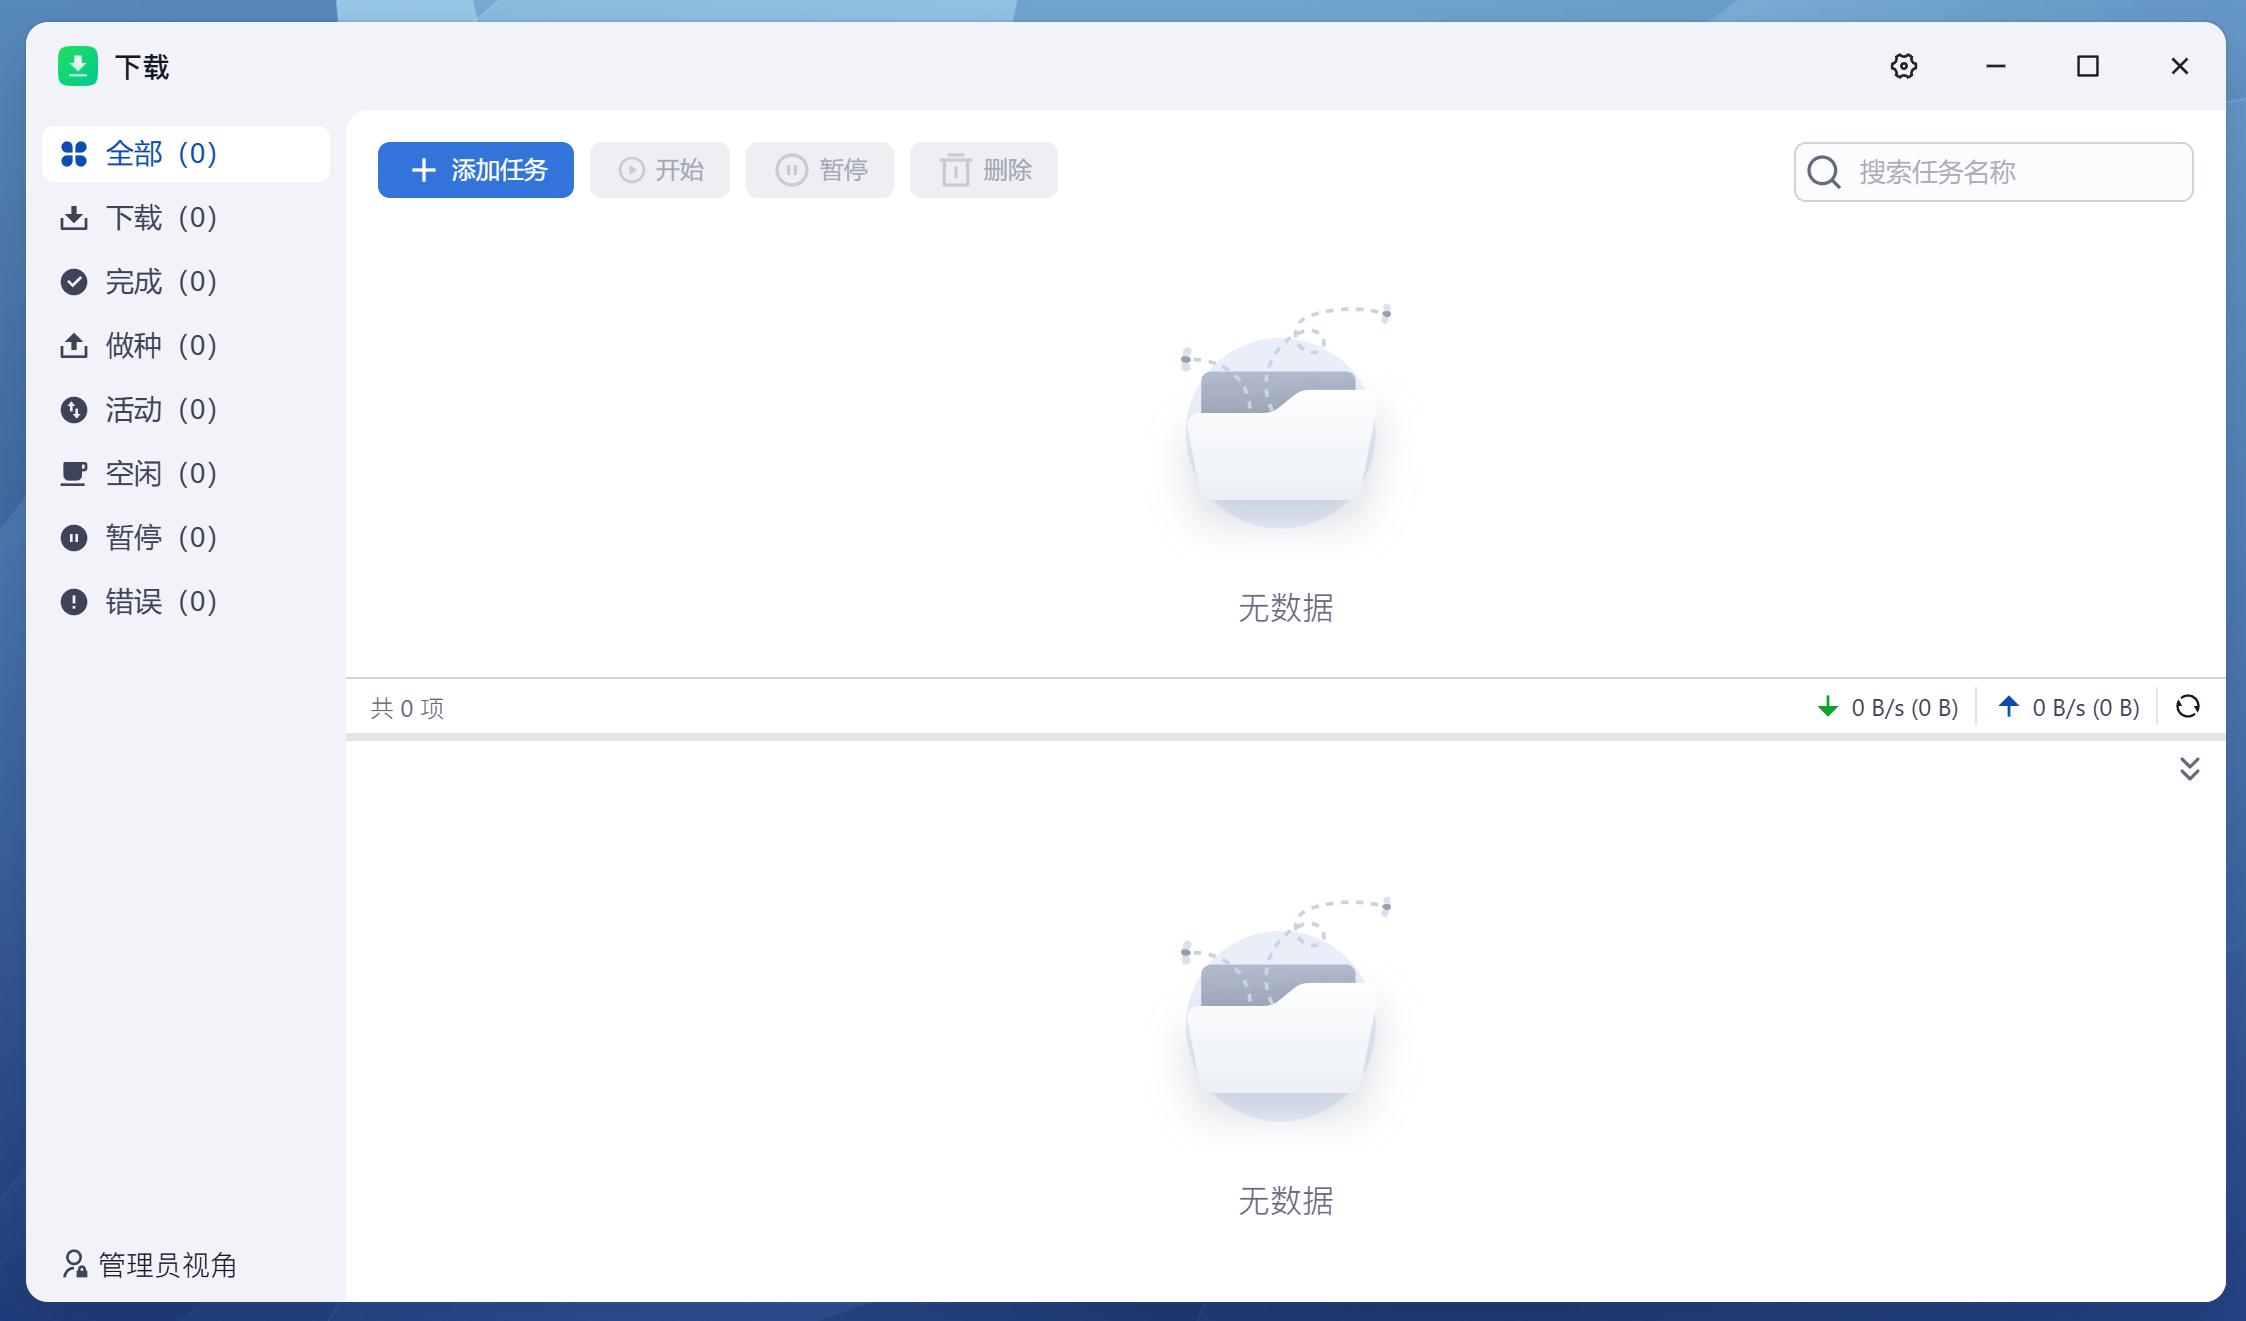 下载
全部 (0)
下载 (0)
完成 (0)
做种 (0)
活动 (0)
空闲 (0)
暂停 (0)
错误 (0)
管理员视角
添加任务 开始 暂停 删除 搜索任务名称
无数据
共 0 项 0 B/s (0 B) 0 B/s (0 B)
无数据